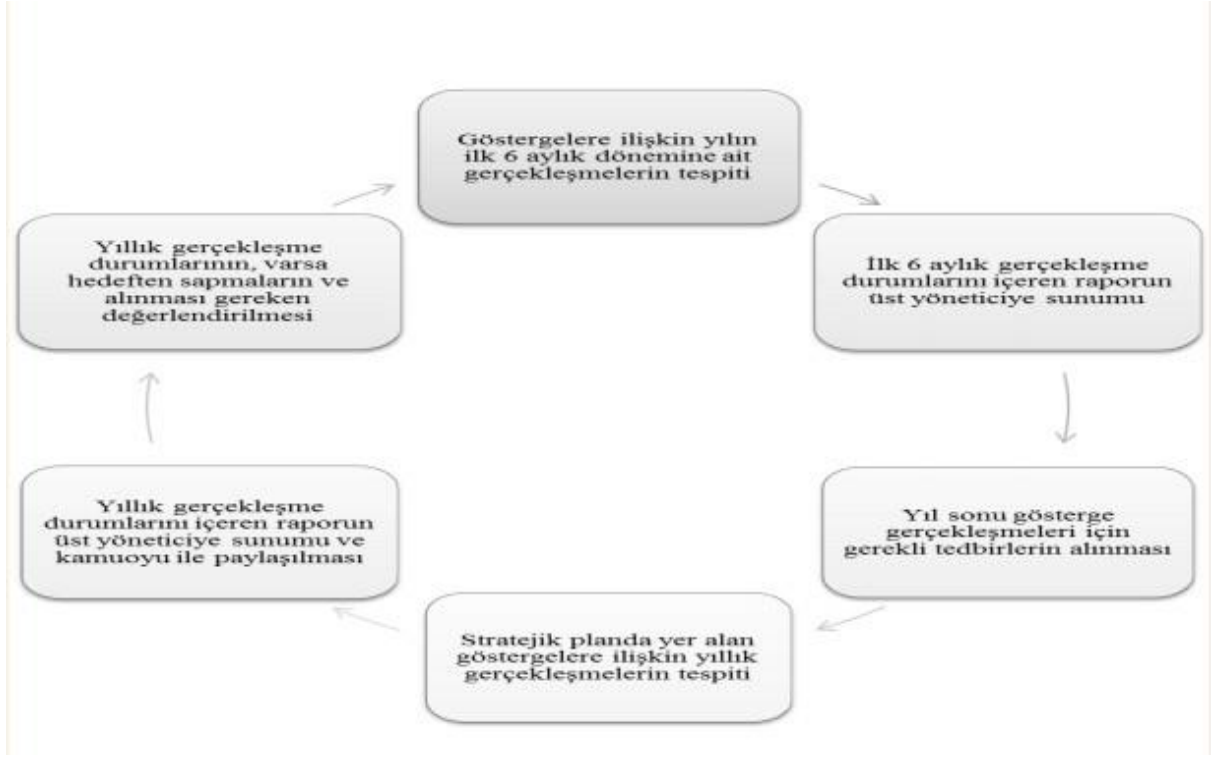 Göstergelere ilişkin yılın
ilk 6 aylık dönemine ait
gerçekleşmelerin tespiti
İlk 6 aylık gerçekleşme
durumlarını içeren raporun
üst yöneticiye sunumu
Yıl sonu gösterge
gerçekleşmeleri için
gerekli tedbirlerin alınması
Stratejik planda yer alan
göstergelere ilişkin yıllık
gerçekleşmelerin tespiti
Yıllık gerçekleşme
durumlarını içeren raporun
üst yöneticiye sunumu ve
kamuoyu ile paylaşılması
Yıllık gerçekleşme
durumlarının, varsa
hedeften sapmaların ve
alınması gereken
değerlendirilmesi